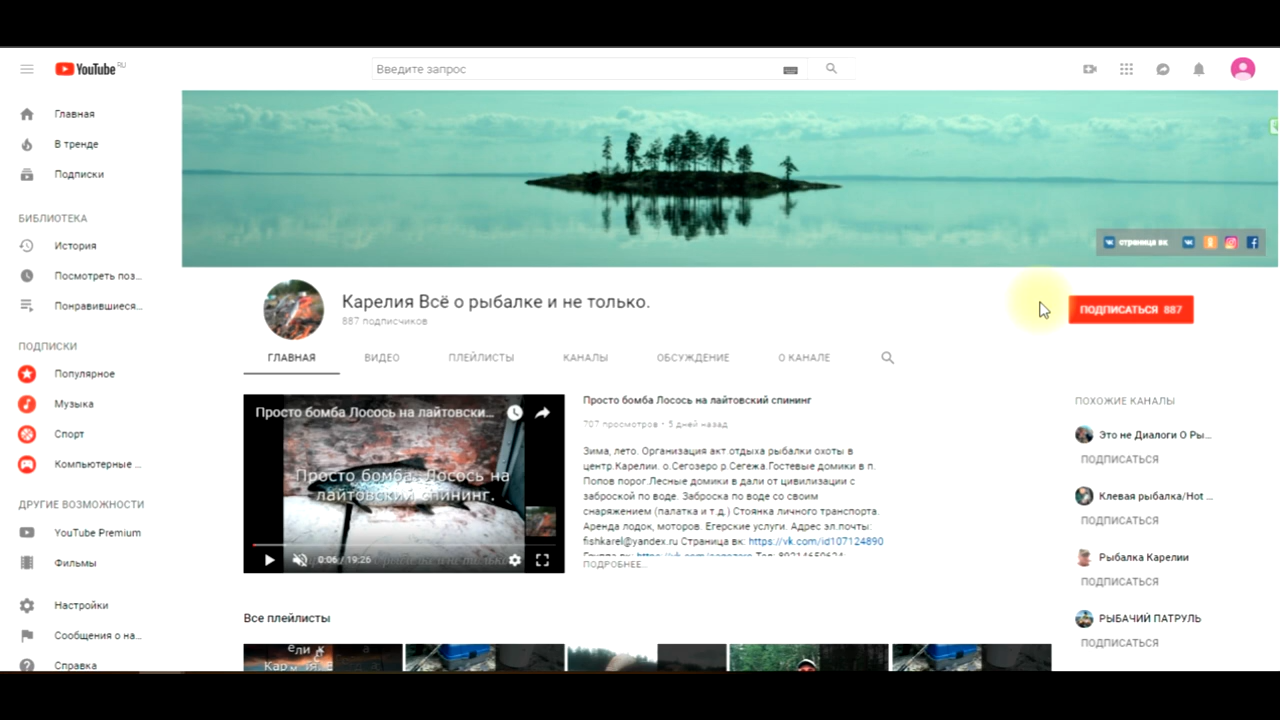 YouTube RU
Введите запрос
Главная
В тренде
Подписки
БИБЛИОТЕКА
История
Посмотреть поз...
Понравившиеся...
ПОДПИСКИ
Популярное
Музыка
Спорт
Компьютерные ...
ДРУГИЕ ВОЗМОЖНОСТИ
YouTube Premium
Фильмы
Настройки
Сообщения о на...
Справка
страница вк
Карелия Всё о рыбалке и не только.
887 подписчиков
ПОДПИСАТЬСЯ 887
ГЛАВНАЯ ВИДЕО ПЛЕЙЛИСТЫ КАНАЛЫ ОБСУЖДЕНИЕ О КАНАЛЕ
Просто бомба Лосось на лайтовски...
Просто бомба. Лосось на
лайтовский спининг.
0:06 / 19:26
Просто бомба Лосось на лайтовский спининг
707 просмотров • 5 дней назад
Зима, лето. Организация акт отдыха рыбалки охоты в
центр.Карелии. о.Сегозеро р.Сегежа.Гостевые домики в п.
Попов порог.Лесные домики в дали от цивилизации с
заброской по воде. Заброска по воде со своим
снаряжением (палатка и т.д.) Стоянка личного транспорта.
Аренда лодок, моторов. Егерские услуги. Адрес эл.почты:
fishkarel@yandex.ru Страница вк: https://vk.com/id107124890
ПОДРОБНЕЕ...
Все плейлисты
ПОХОЖИЕ КАНАЛЫ
Это не Диалоги О Ры...
ПОДПИСАТЬСЯ
Клевая рыбалка/Hot ...
ПОДПИСАТЬСЯ
Рыбалка Карелии
ПОДПИСАТЬСЯ
РЫБАЧИЙ ПАТРУЛЬ
ПОДПИСАТЬСЯ